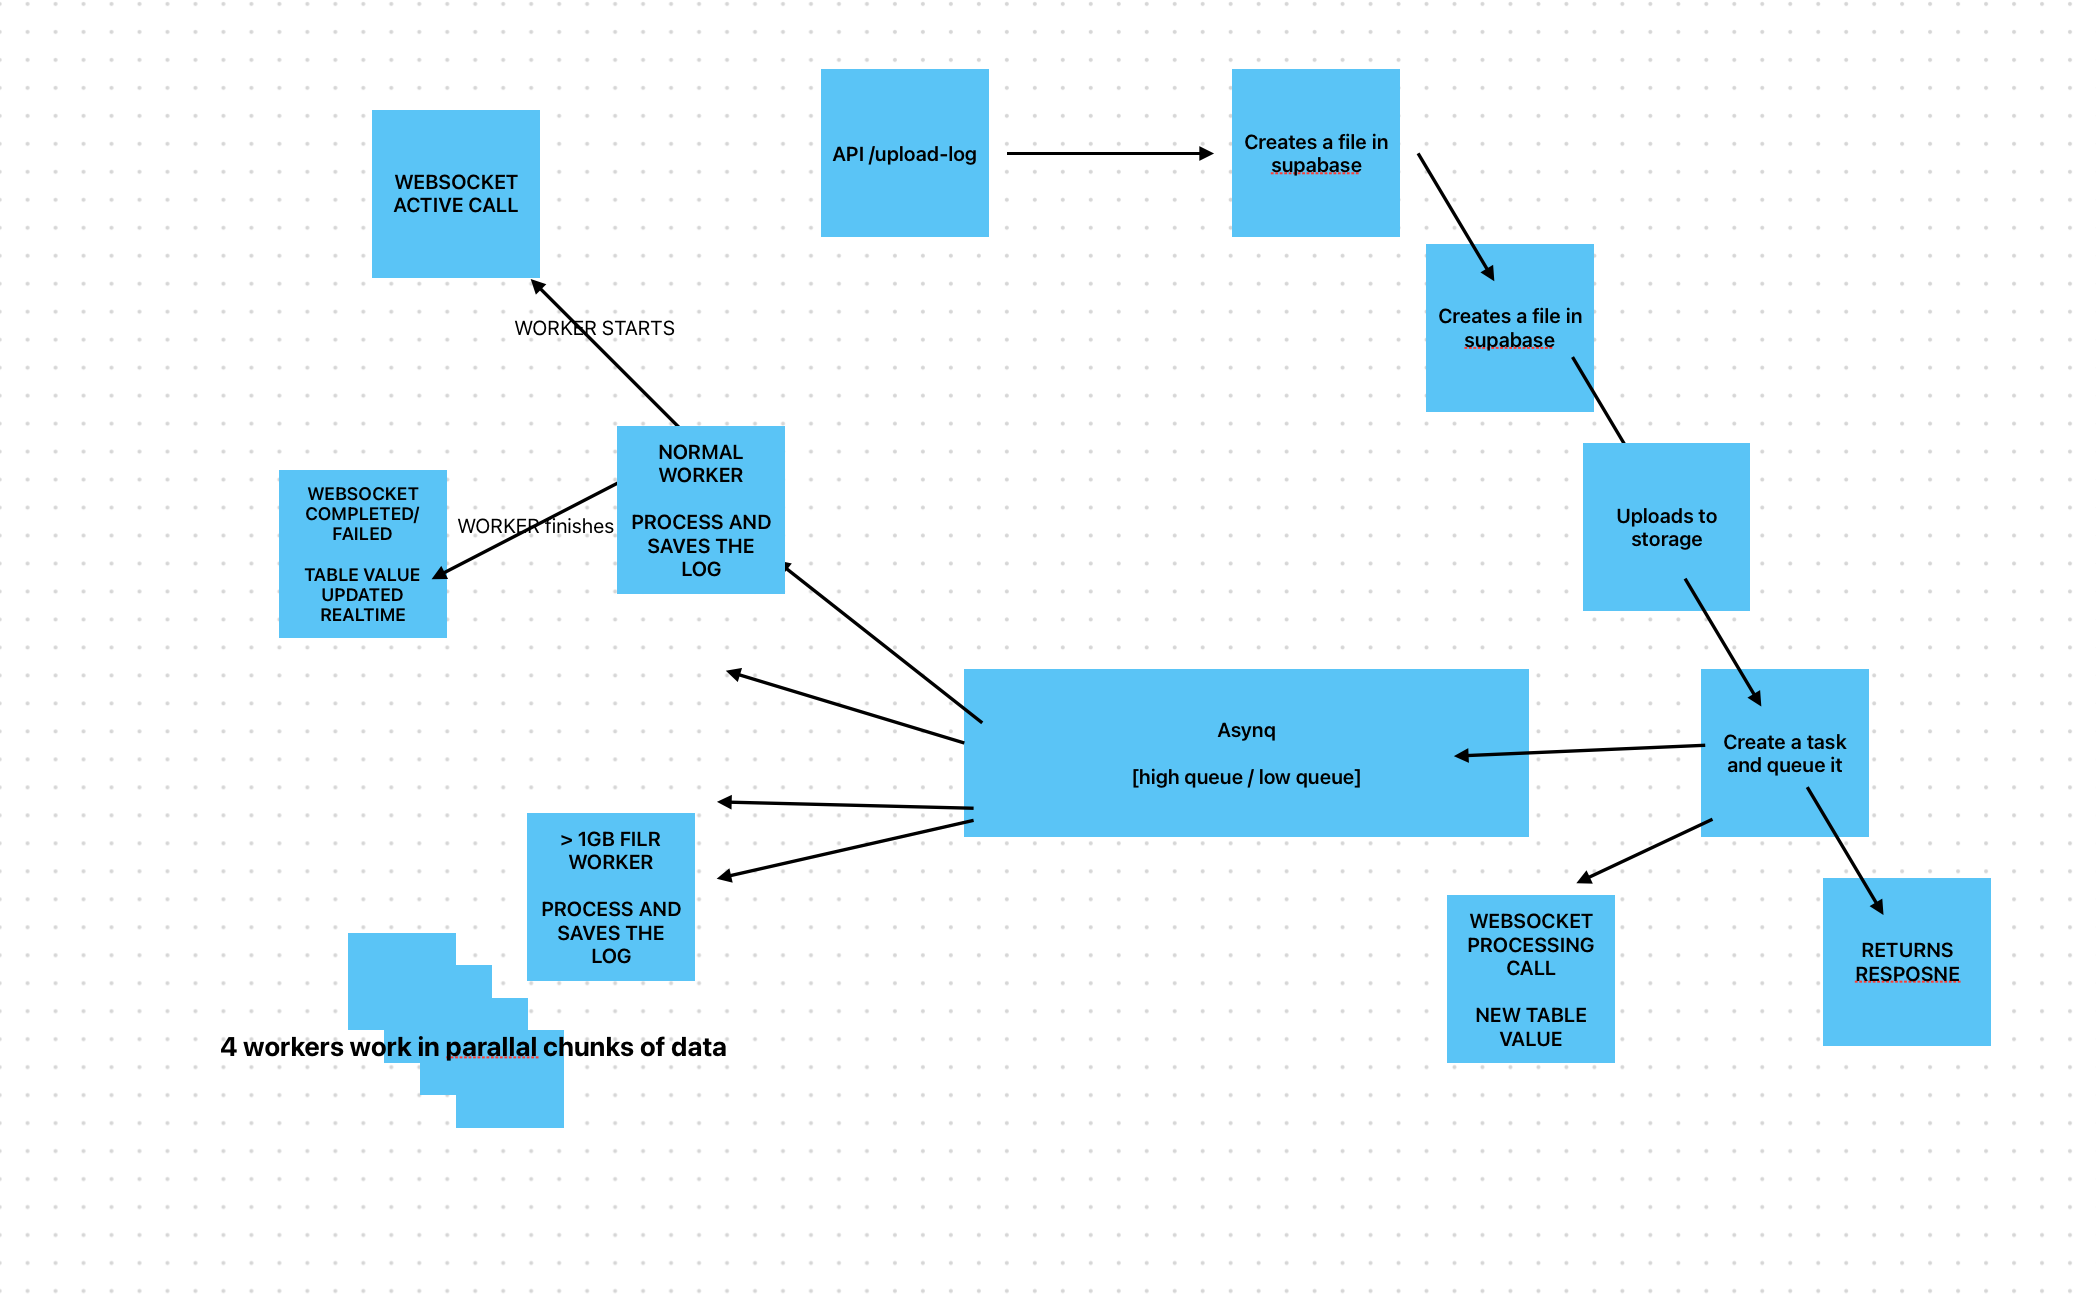 API /upload-log
Creates a file in
supabase
WEBSOCKET
ACTIVE CALL
Creates a file in
supabase
WORKER STARTS
NORMAL
WORKER
PROCESS AND
SAVES THE
LOG
WEBSOCKET
COMPLETED/
FAILED
TABLE VALUE
UPDATED
REALTIME
WORKER finishes
Uploads to
storage
Asynq
[high queue / low queue]
Create a task
and queue it
> 1GB FILR
WORKER
PROCESS AND
SAVES THE
LOG
WEBSOCKET
PROCESSING
CALL
NEW TABLE
VALUE
RETURNS
RESPOSNE
4 workers work in parallal chunks of data